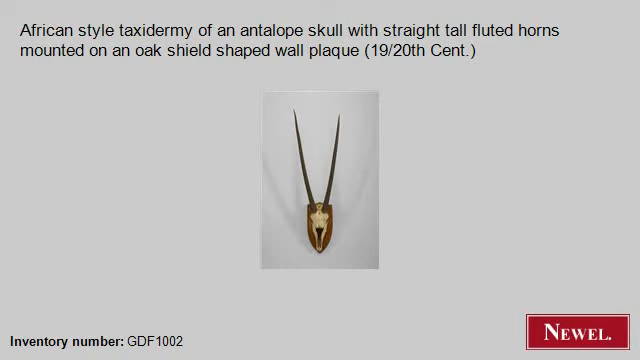 African style taxidermy of an antalope skull with straight tall fluted horns
mounted on an oak shield shaped wall plaque (19/20th Cent.)
Inventory number: GDF1002
NEWEL.